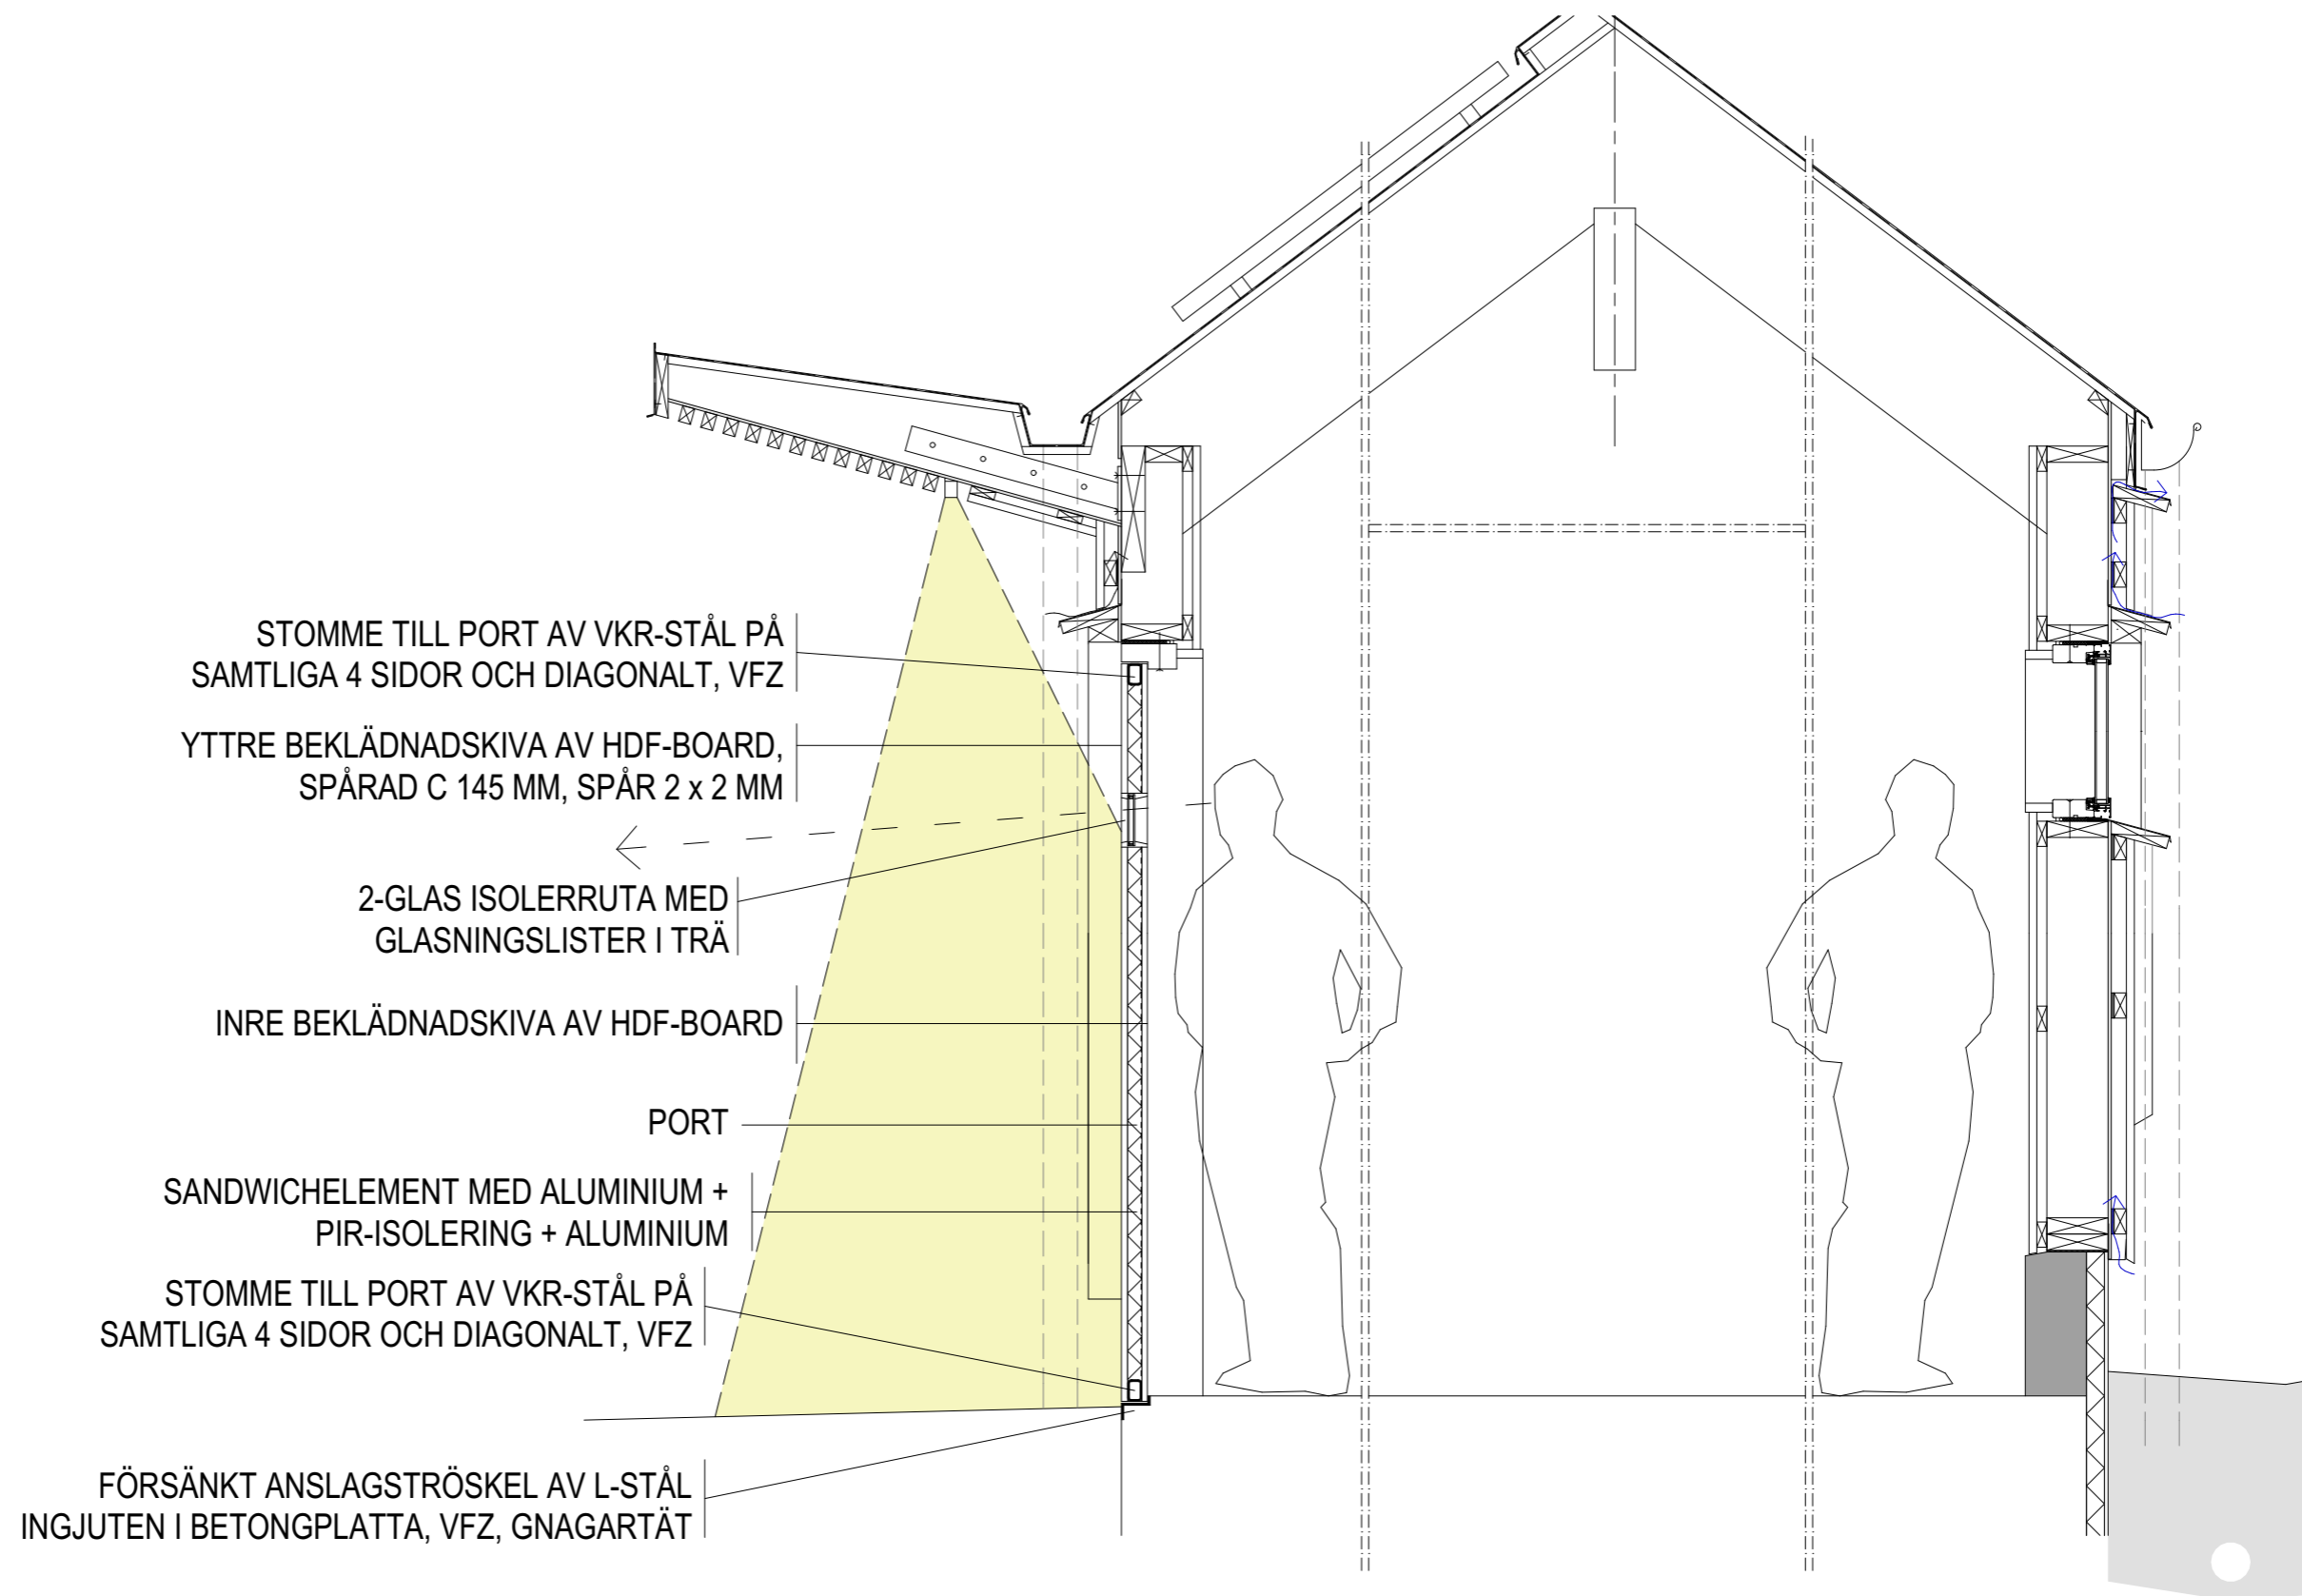 STOMME TILL PORT AV VKR-STÅL PÅ
SAMTLIGA 4 SIDOR OCH DIAGONALT, VFZ
YTTRE BEKLÄDNADSKIVA AV HDF-BOARD,
SPÅRAD C 145 MM, SPÅR 2 x 2 MM
2-GLAS ISOLERRUTA MED
GLASNINGSLISTER I TRÄ
INRE BEKLÄDNADSKIVA AV HDF-BOARD
PORT
SANDWICHELEMENT MED ALUMINIUM +
PIR-ISOLERING + ALUMINIUM
STOMME TILL PORT AV VKR-STÅL PÅ
SAMTLIGA 4 SIDOR OCH DIAGONALT, VFZ
FÖRSÄNKT ANSLAGSTRÖSKEL AV L-STÅL
INGJUTEN I BETONGPLATTA, VFZ, GNAGARTÄT